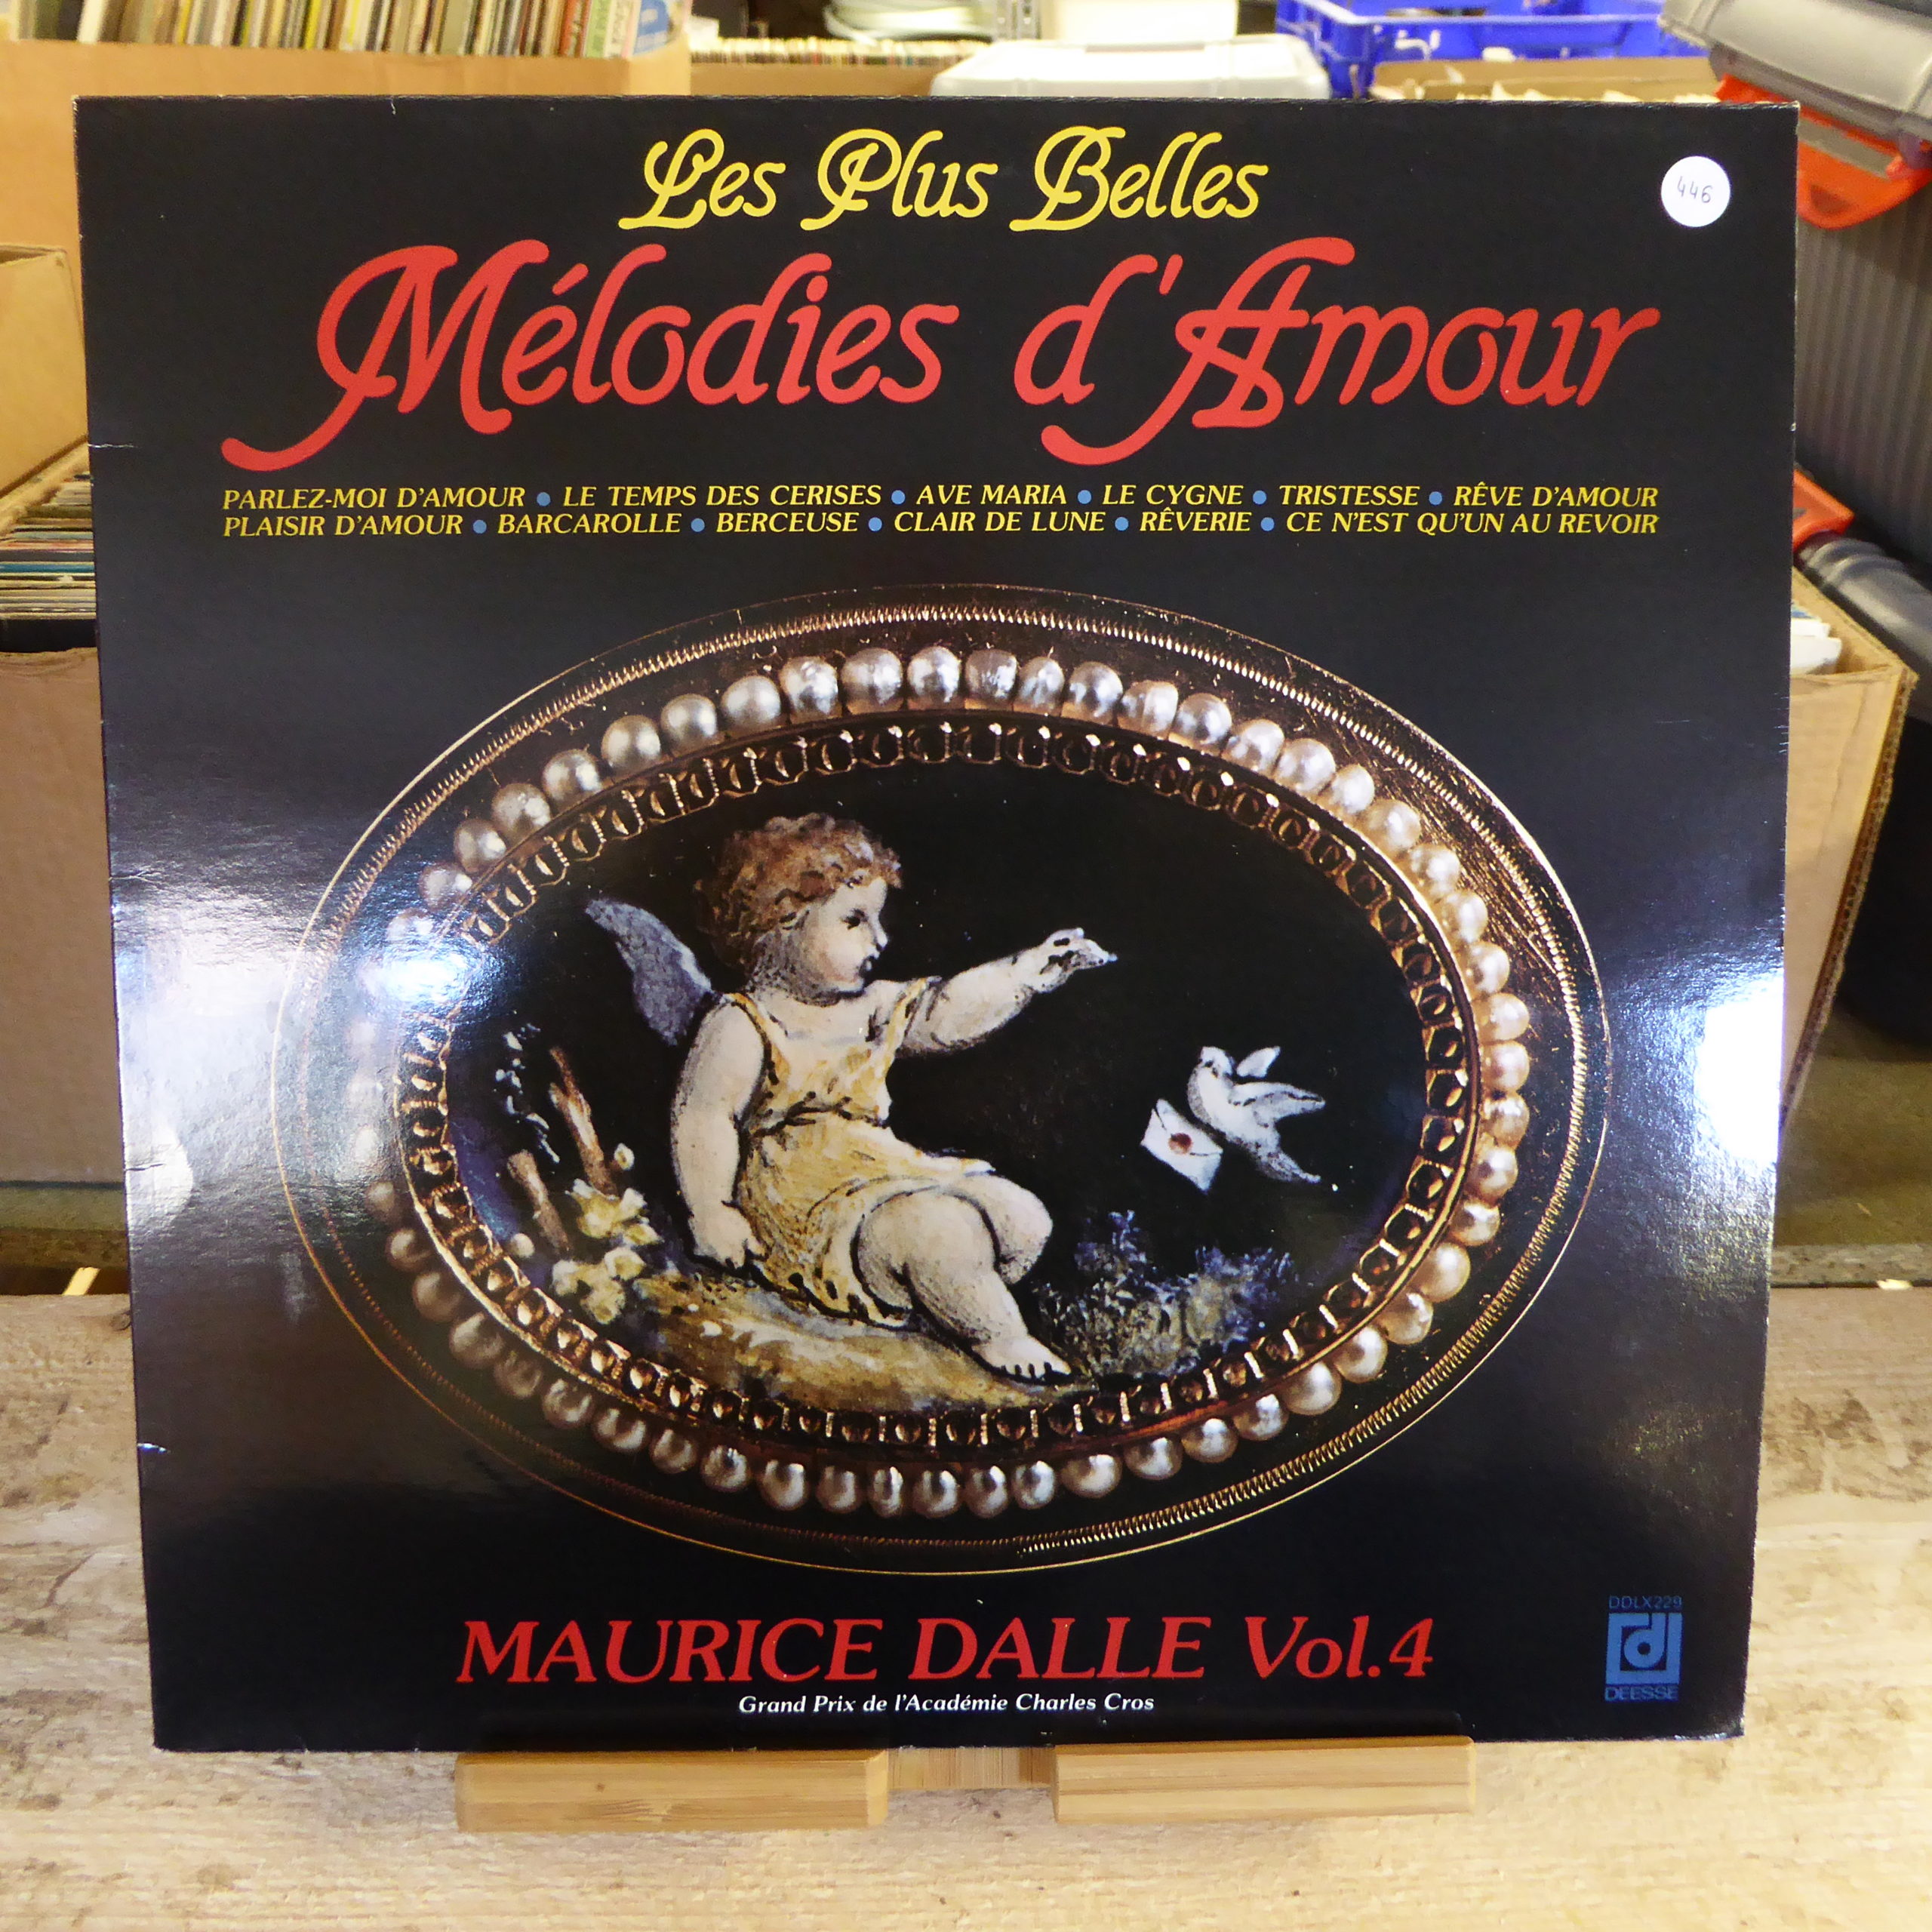 Les Plus Belles
446
Mélodies d'Amour
PARLEZ-MOI D'AMOUR • LE TEMPS DES CERISES • AVE MARIA • LE CYGNE • TRISTESSE • RÊVE D'AMOUR
PLAISIR D'AMOUR • BARCAROLLE • BERCEUSE • CLAIR DE LUNE • RÊVERIE • CE N'EST QU'UN AU REVOIR
MAURICE DALLE Vol.4
Grand Prix de l'Académie Charles Cros
DDLX229
DEESSE